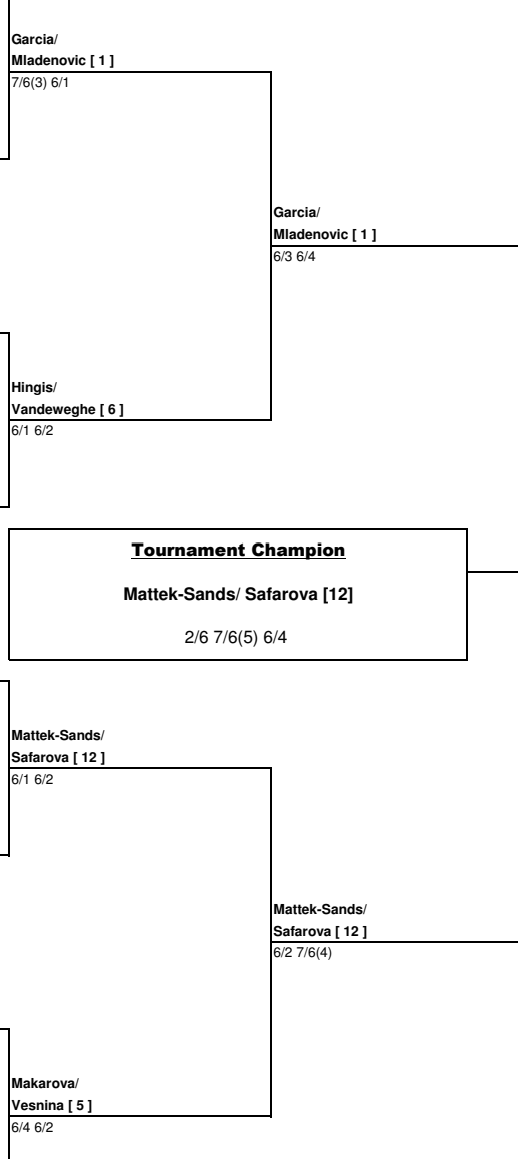 Garcia/
Mladenovic [ 1 ]
7/6(3) 6/1
Garcia/
Mladenovic [ 1 ]
6/3 6/4
Hingis/
Vandeweghe [ 6 ]
6/1 6/2
Tournament Champion
Mattek-Sands/ Safarova [12]
2/6 7/6(5) 6/4
Mattek-Sands/
Safarova [ 12 ]
6/1 6/2
Mattek-Sands/
Safarova [ 12 ]
6/2 7/6(4)
Makarova/
Vesnina [ 5 ]
6/4 6/2